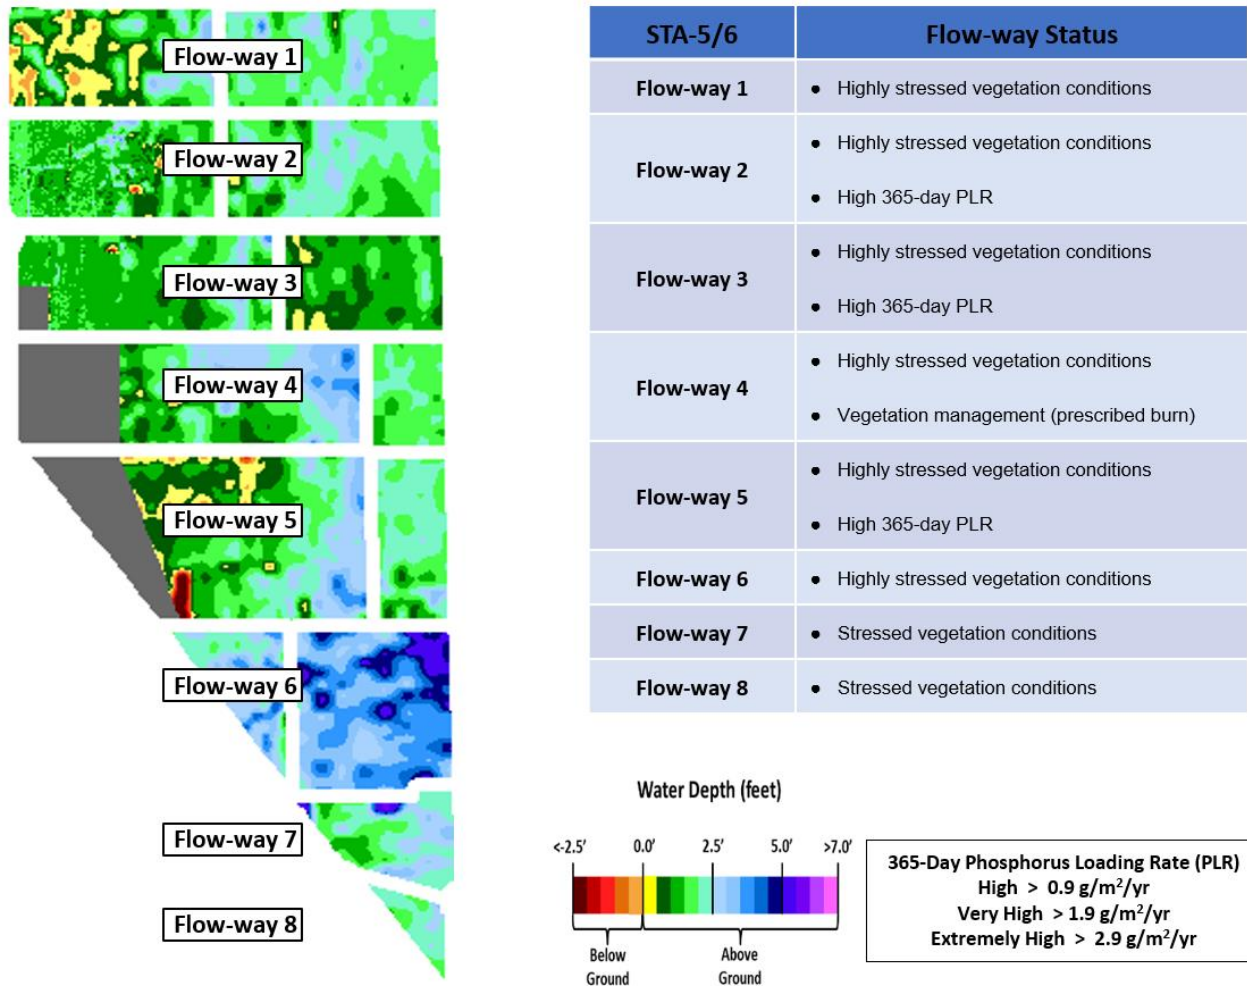 Flow-way 1
Flow-way 2
Flow-way 3
Flow-way 4
Flow-way 5
Flow-way 6
Flow-way 7
Flow-way 8
STA-5/6 Flow-way Status
Flow-way 1 • Highly stressed vegetation conditions
Flow-way 2 • Highly stressed vegetation conditions
• High 365-day PLR
Flow-way 3 • Highly stressed vegetation conditions
• High 365-day PLR
Flow-way 4 • Highly stressed vegetation conditions
• Vegetation management (prescribed burn)
Flow-way 5 • Highly stressed vegetation conditions
• High 365-day PLR
Flow-way 6 • Highly stressed vegetation conditions
Flow-way 7 • Stressed vegetation conditions
Flow-way 8 • Stressed vegetation conditions
Water Depth (feet)
<-2.5' 0.0' 2.5' 5.0' >7.0'
Below Ground
Above Ground
365-Day Phosphorus Loading Rate (PLR)
High > 0.9 g/m²/yr
Very High > 1.9 g/m²/yr
Extremely High > 2.9 g/m²/yr